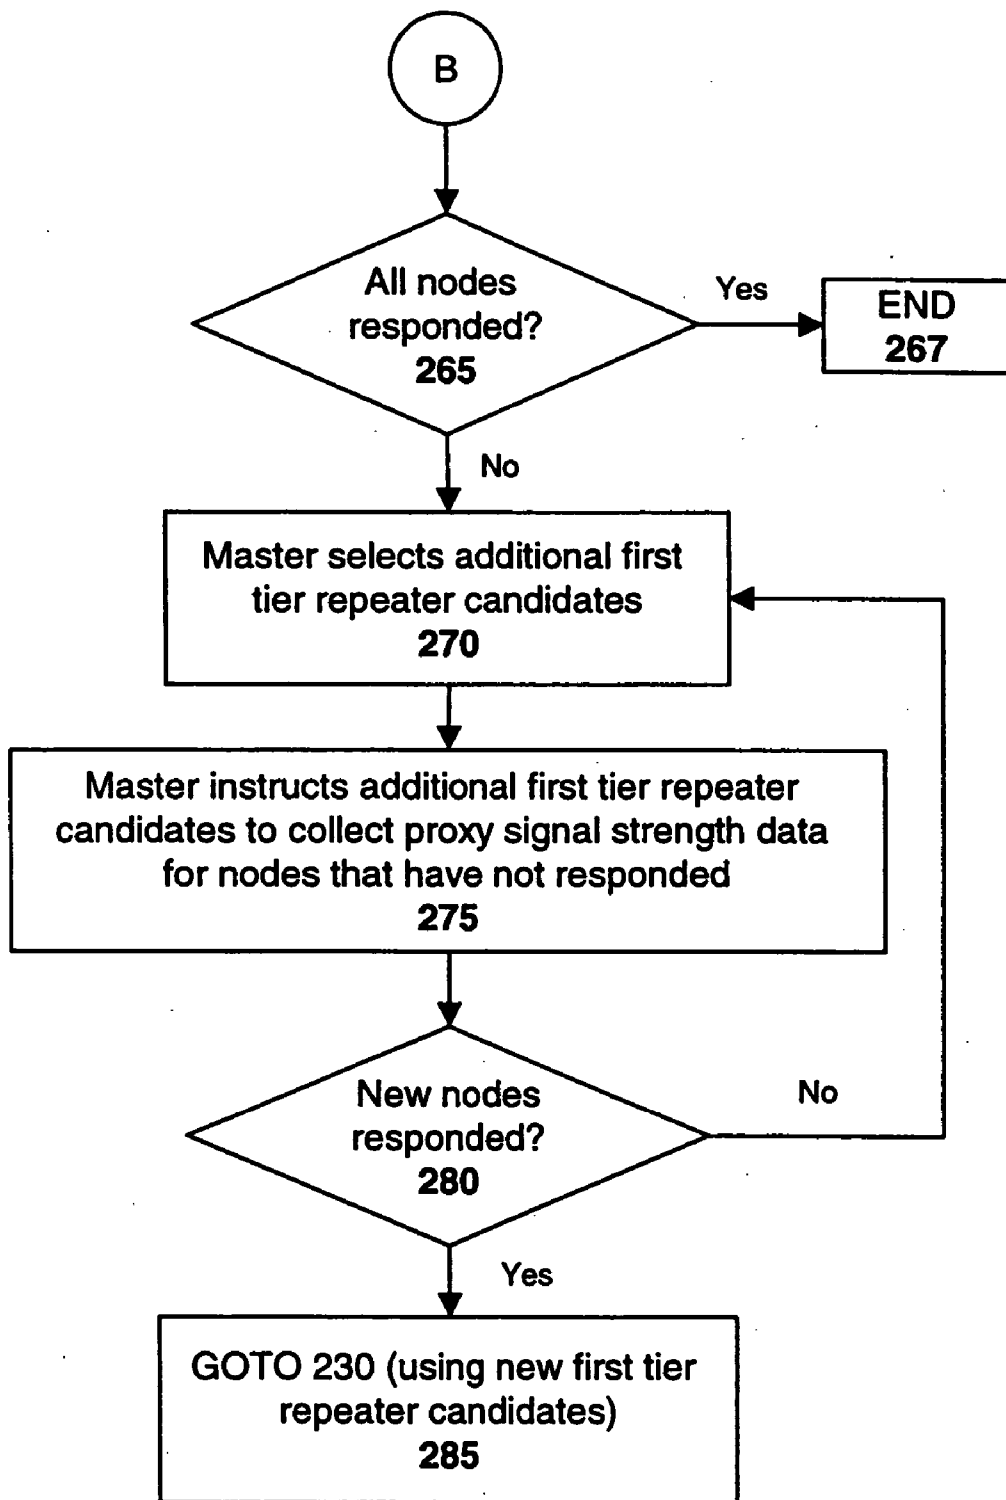 B
All nodes
responded?
265
Yes
END
267
No
Master selects additional first
tier repeater candidates
270
Master instructs additional first tier repeater
candidates to collect proxy signal strength data
for nodes that have not responded
275
New nodes
responded?
280
No
Yes
GOTO 230 (using new first tier
repeater candidates)
285